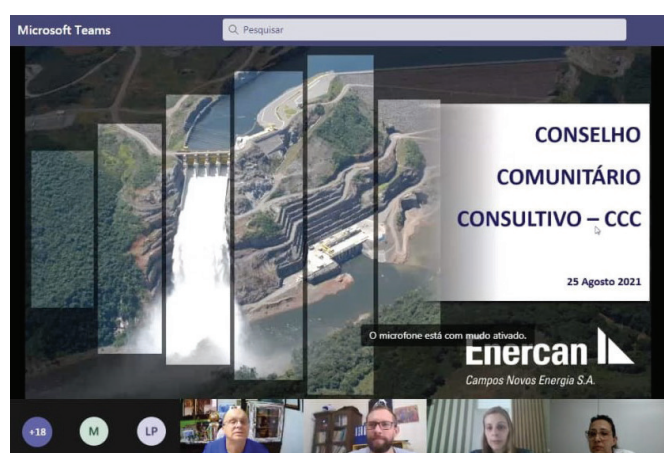 Microsoft Teams
Pesquisar
CONSELHO
COMUNITÁRIO
CONSULTIVO – CCC
25 Agosto 2021
O microfone está com mudo ativado.
Enercan
Campos Novos Energia S.A.
+18
M
LP